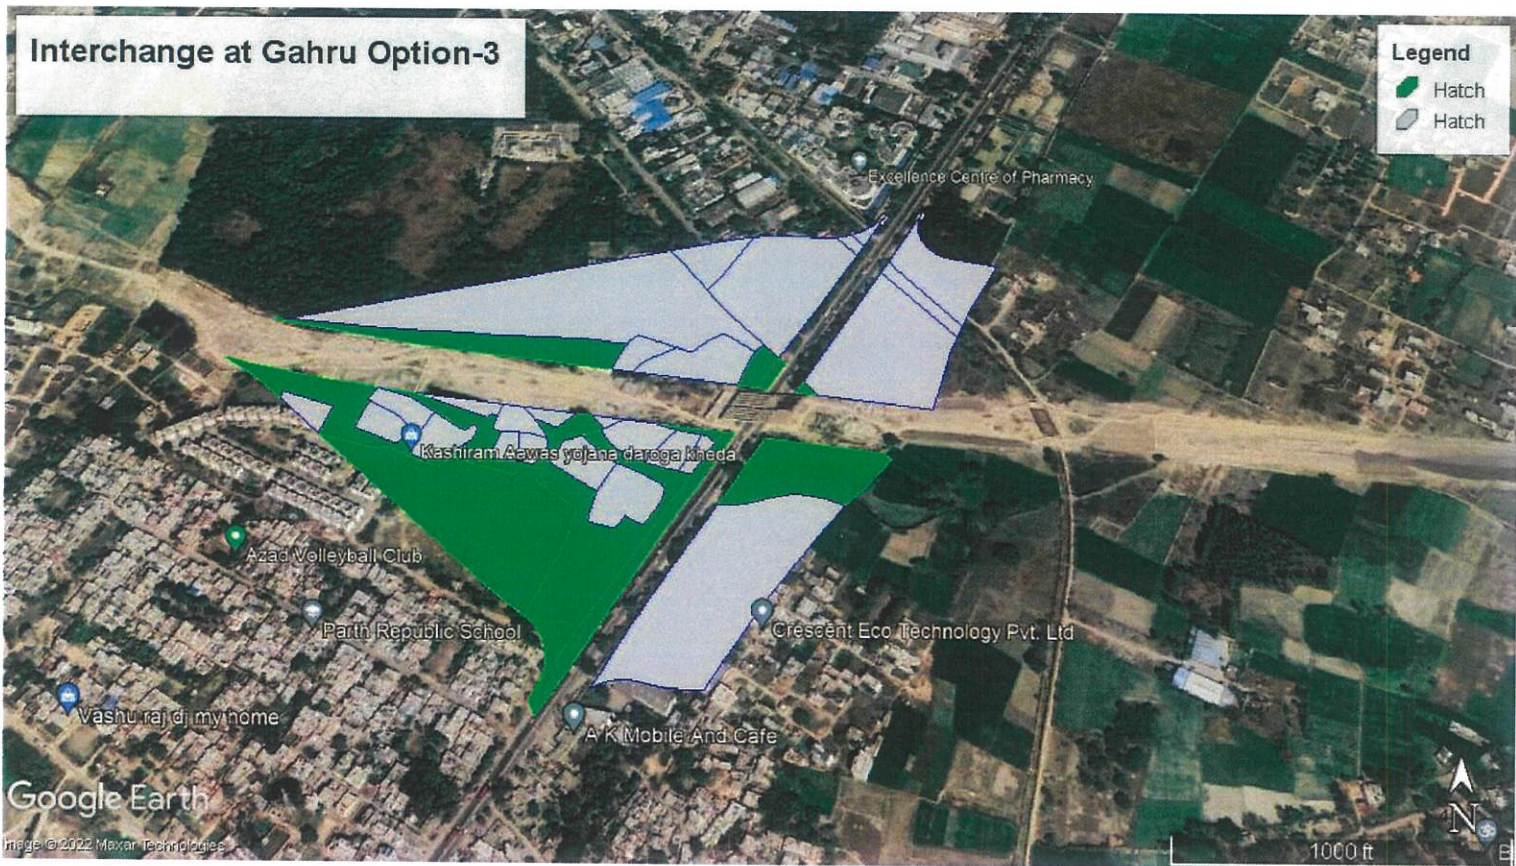 Interchange at Gahru Option-3
Legend
Hatch
Hatch
Excellence Centre of Pharmacy
Kashiram Aawas yojana daroga kheda
Azad Volleyball Club
Parth Republic School
Crescent Eco Technology Pvt. Ltd
Vashu raj dj my home
A K Mobile And Cafe
Google Earth
Image © 2022 Maxar Technologies
N
1000 ft